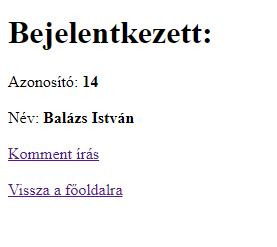 Bejelentkezett:
Azonosító: 14
Név: Balázs István
Komment írás
Vissza a főoldalra